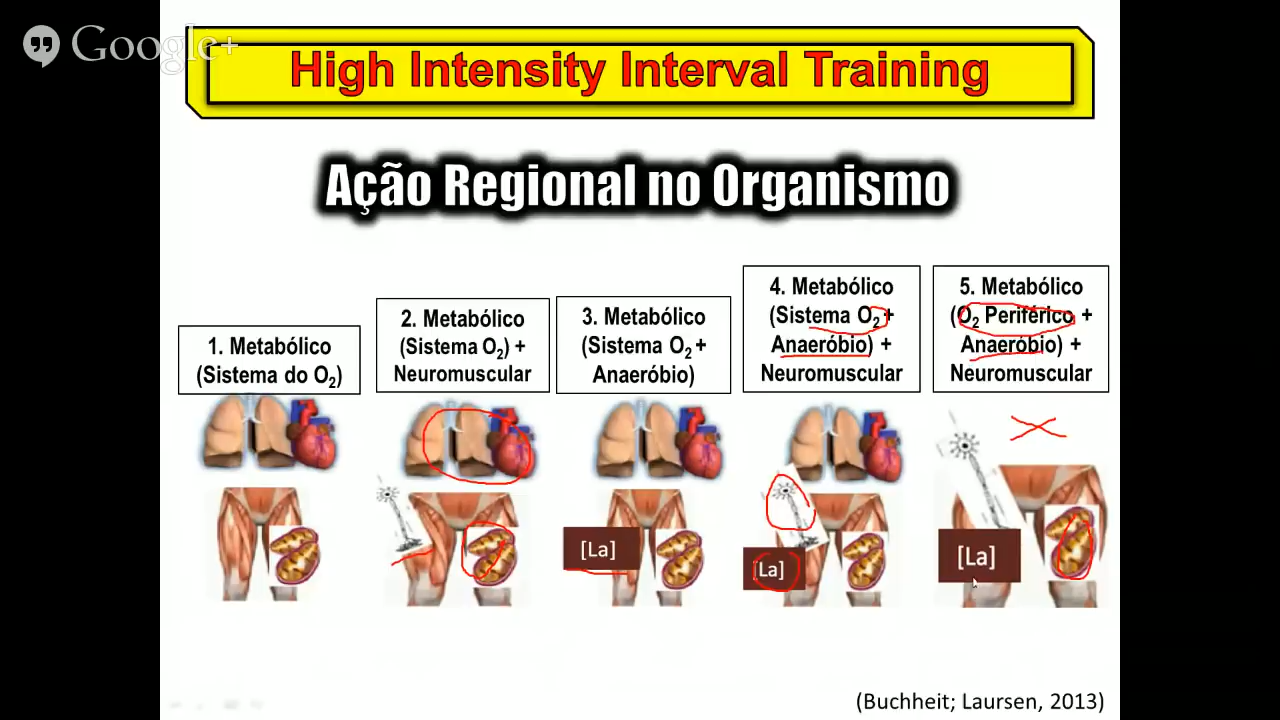 Google+
High Intensity Interval Training
Ação Regional no Organismo
1. Metabólico
(Sistema do O₂)
2. Metabólico
(Sistema O₂) +
Neuromuscular
3. Metabólico
(Sistema O₂ +
Anaeróbio)
4. Metabólico
(Sistema O₂ +
Anaeróbio) +
Neuromuscular
5. Metabólico
(O₂ Periférico +
Anaeróbio) +
Neuromuscular
[La]
[La]
[La]
(Buchheit; Laursen, 2013)